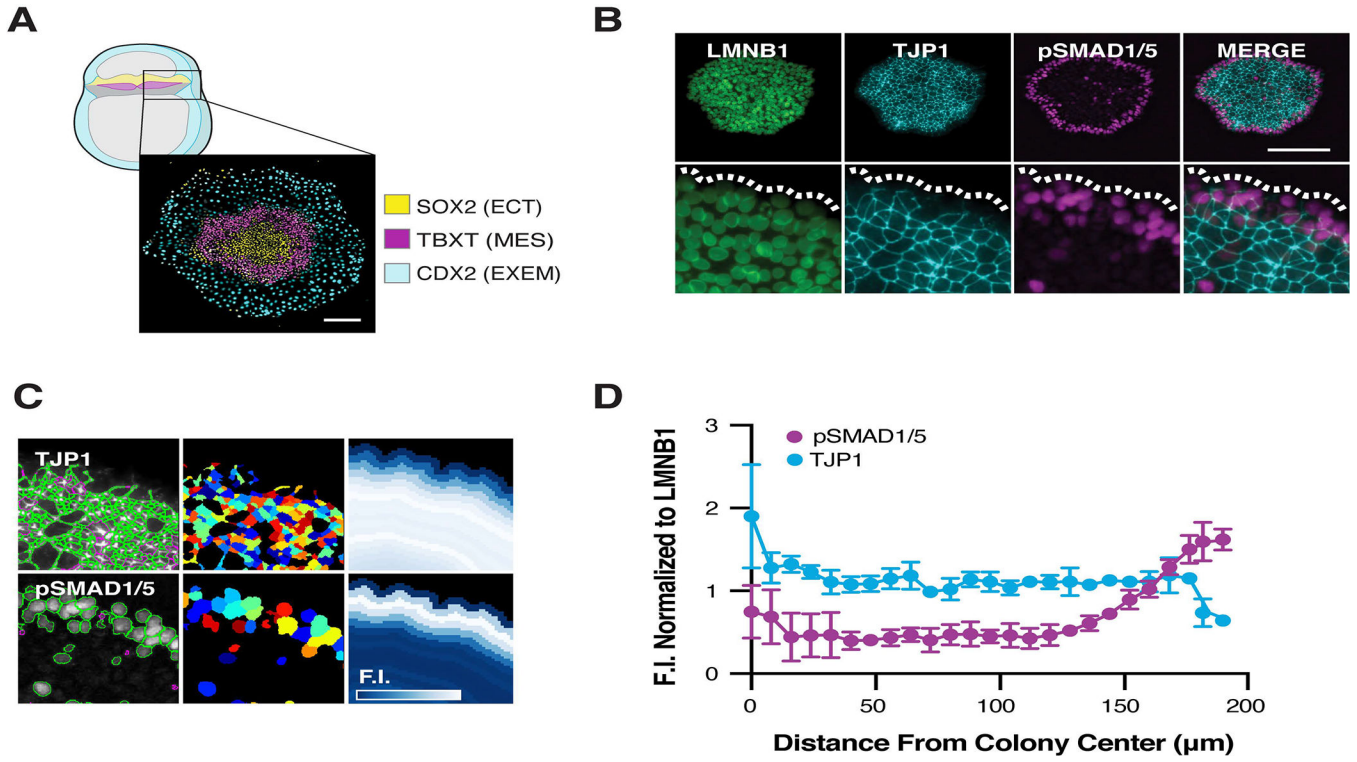 A
SOX2 (ECT)
TBXT (MES)
CDX2 (EXEM)
B
LMNB1
TJP1
pSMAD1/5
MERGE
C
TJP1
pSMAD1/5
F.I.
D
F.I. Normalized to LMNB1
3
2
1
0
pSMAD1/5
TJP1
0
50
100
150
200
Distance From Colony Center (µm)